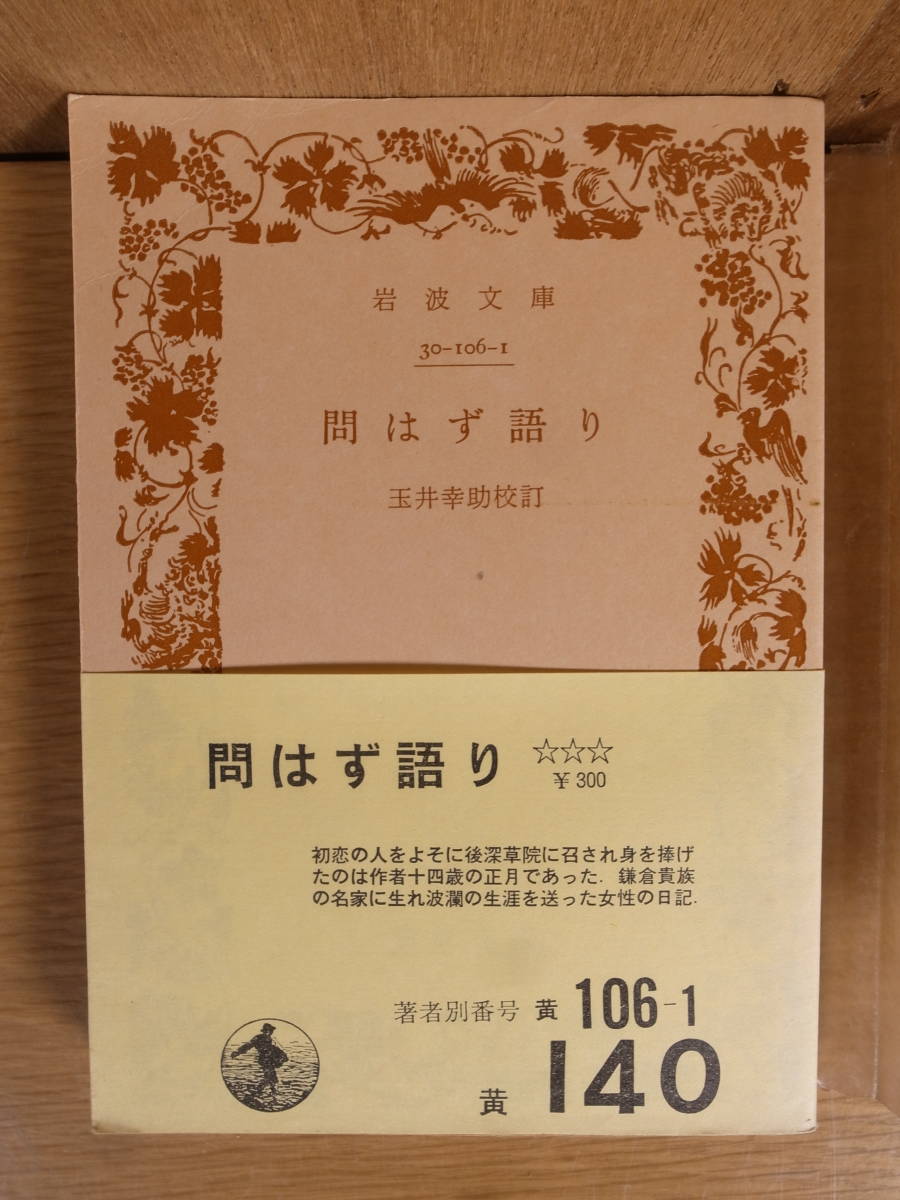 岩波文庫
30-106-1
問はず語り
玉井幸助校訂
問はず語り ☆☆☆
¥300
初恋の人をよそに後深草院に召され身を捧げ
たのは作者十四歳の正月であった．鎌倉貴族
の名家に生れ波瀾の生涯を送った女性の日記．
著者別番号 黄 106-1
黄 140